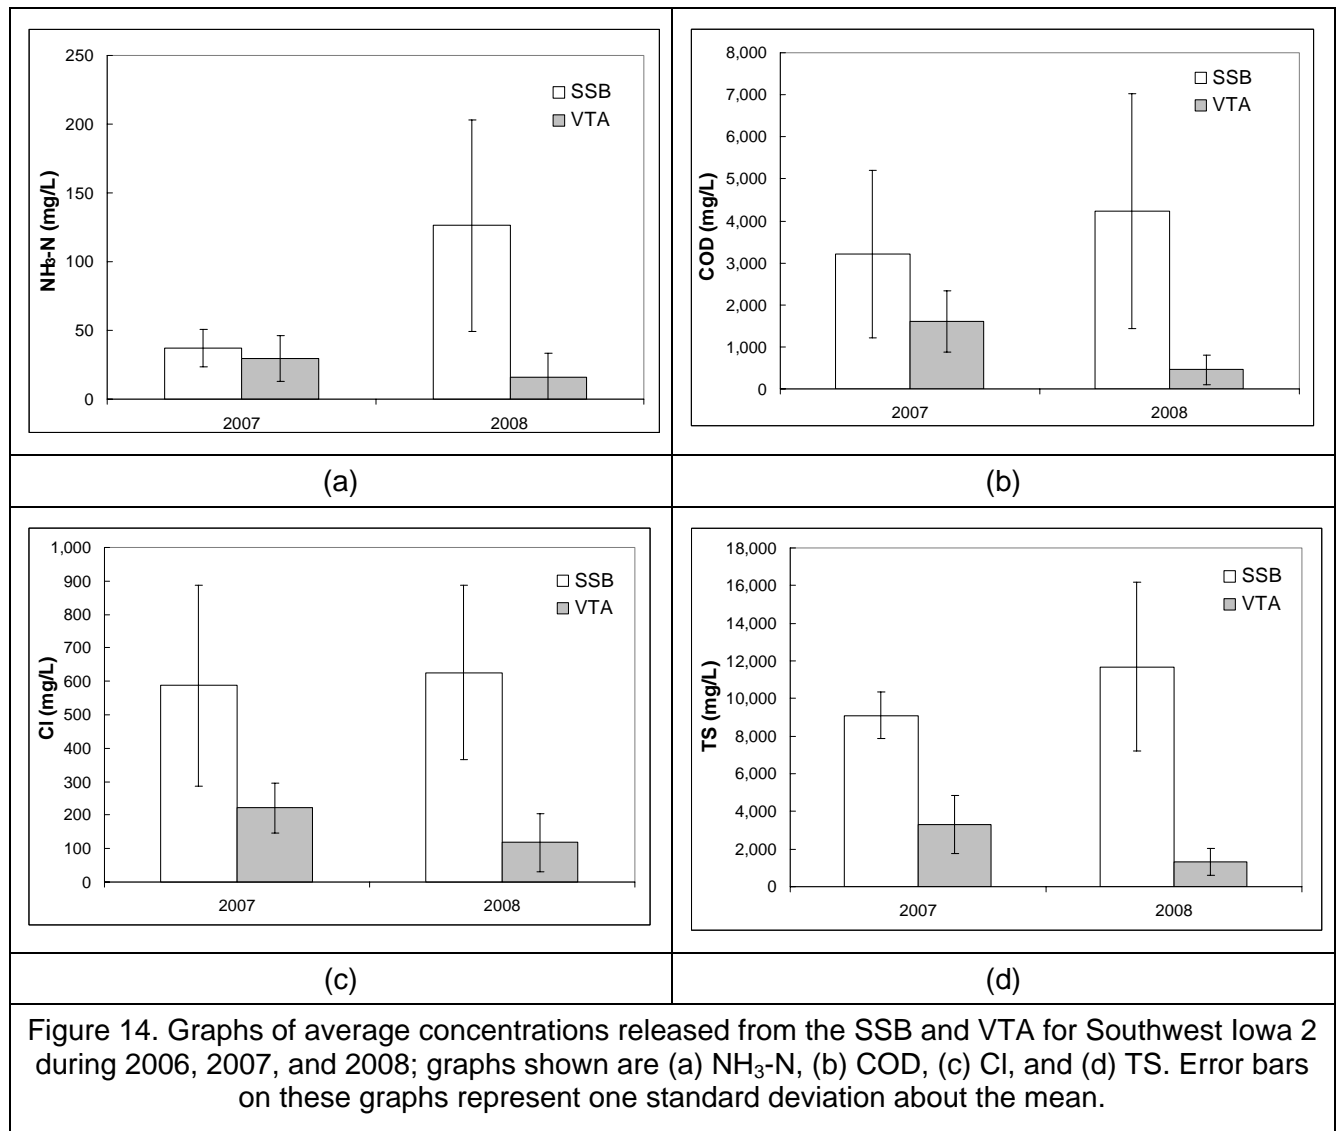 250
200
150
100
50
0
NH3-N (mg/L)
SSB
VTA
2007 2008
8,000
7,000
6,000
5,000
4,000
3,000
2,000
1,000
0
COD (mg/L)
SSB
VTA
2007 2008
(a) (b)
1,000
900
800
700
600
500
400
300
200
100
0
Cl (mg/L)
SSB
VTA
2007 2008
18,000
16,000
14,000
12,000
10,000
8,000
6,000
4,000
2,000
0
TS (mg/L)
SSB
VTA
2007 2008
(c) (d)
Figure 14. Graphs of average concentrations released from the SSB and VTA for Southwest Iowa 2
during 2006, 2007, and 2008; graphs shown are (a) NH₃-N, (b) COD, (c) Cl, and (d) TS. Error bars
on these graphs represent one standard deviation about the mean.